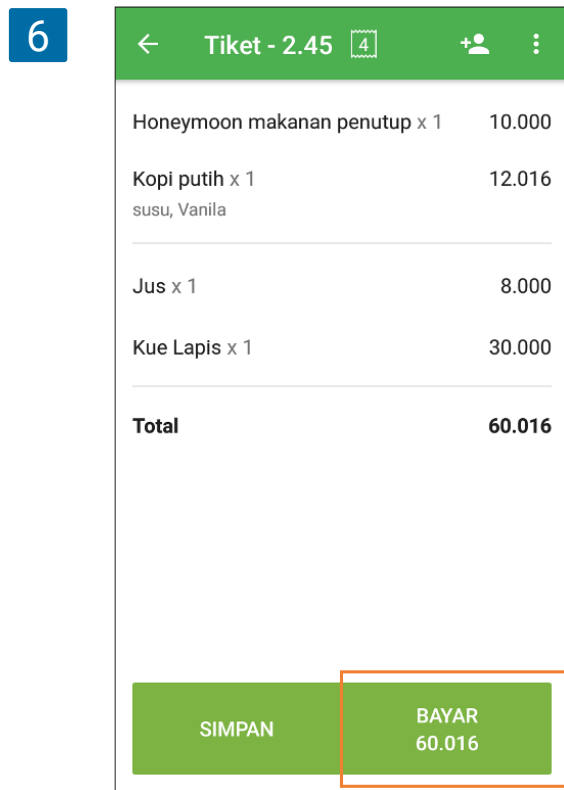 6
Tiket - 2.45 4
Honeymoon makanan penutup x 1 10.000
Kopi putih x 1 12.016
susu, Vanila
Jus x 1 8.000
Kue Lapis x 1 30.000
Total 60.016
SIMPAN
BAYAR
60.016